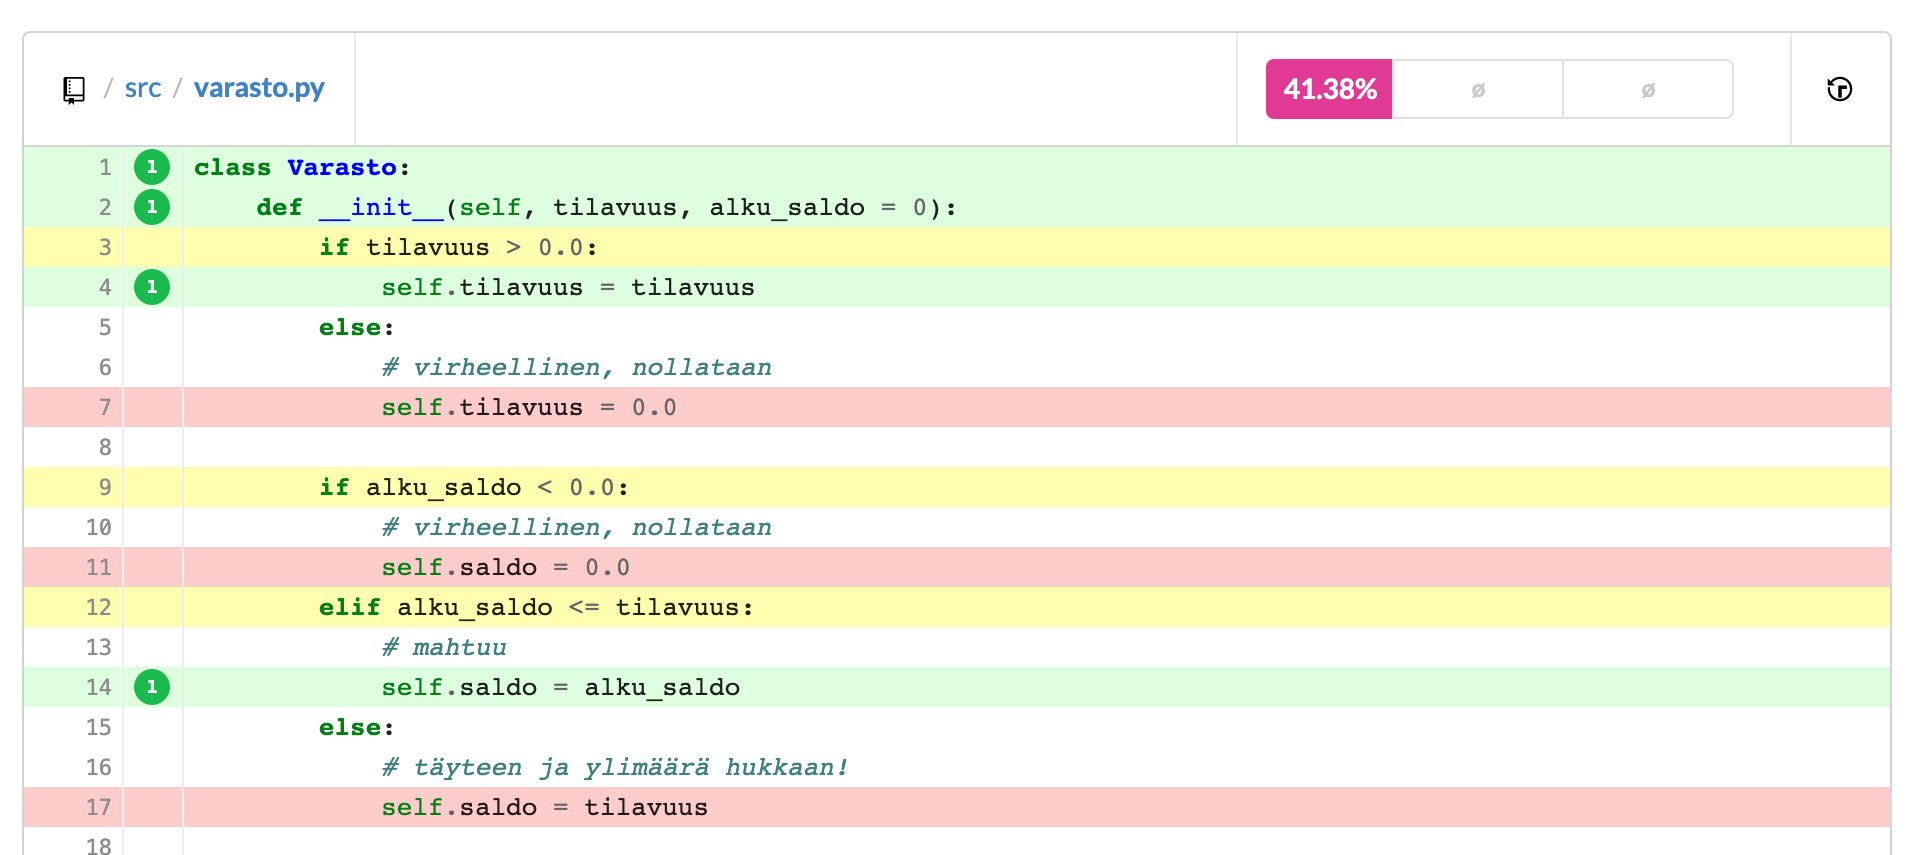 / src / varasto.py
41.38% ø ø
1 1 class Varasto:
2 1 def __init__(self, tilavuus, alku_saldo = 0):
3 if tilavuus > 0.0:
4 1 self.tilavuus = tilavuus
5 else:
6 # virheellinen, nollataan
7 self.tilavuus = 0.0
8
9 if alku_saldo < 0.0:
10 # virheellinen, nollataan
11 self.saldo = 0.0
12 elif alku_saldo <= tilavuus:
13 # mahtuu
14 1 self.saldo = alku_saldo
15 else:
16 # täyteen ja ylimäärä hukkaan!
17 self.saldo = tilavuus
18